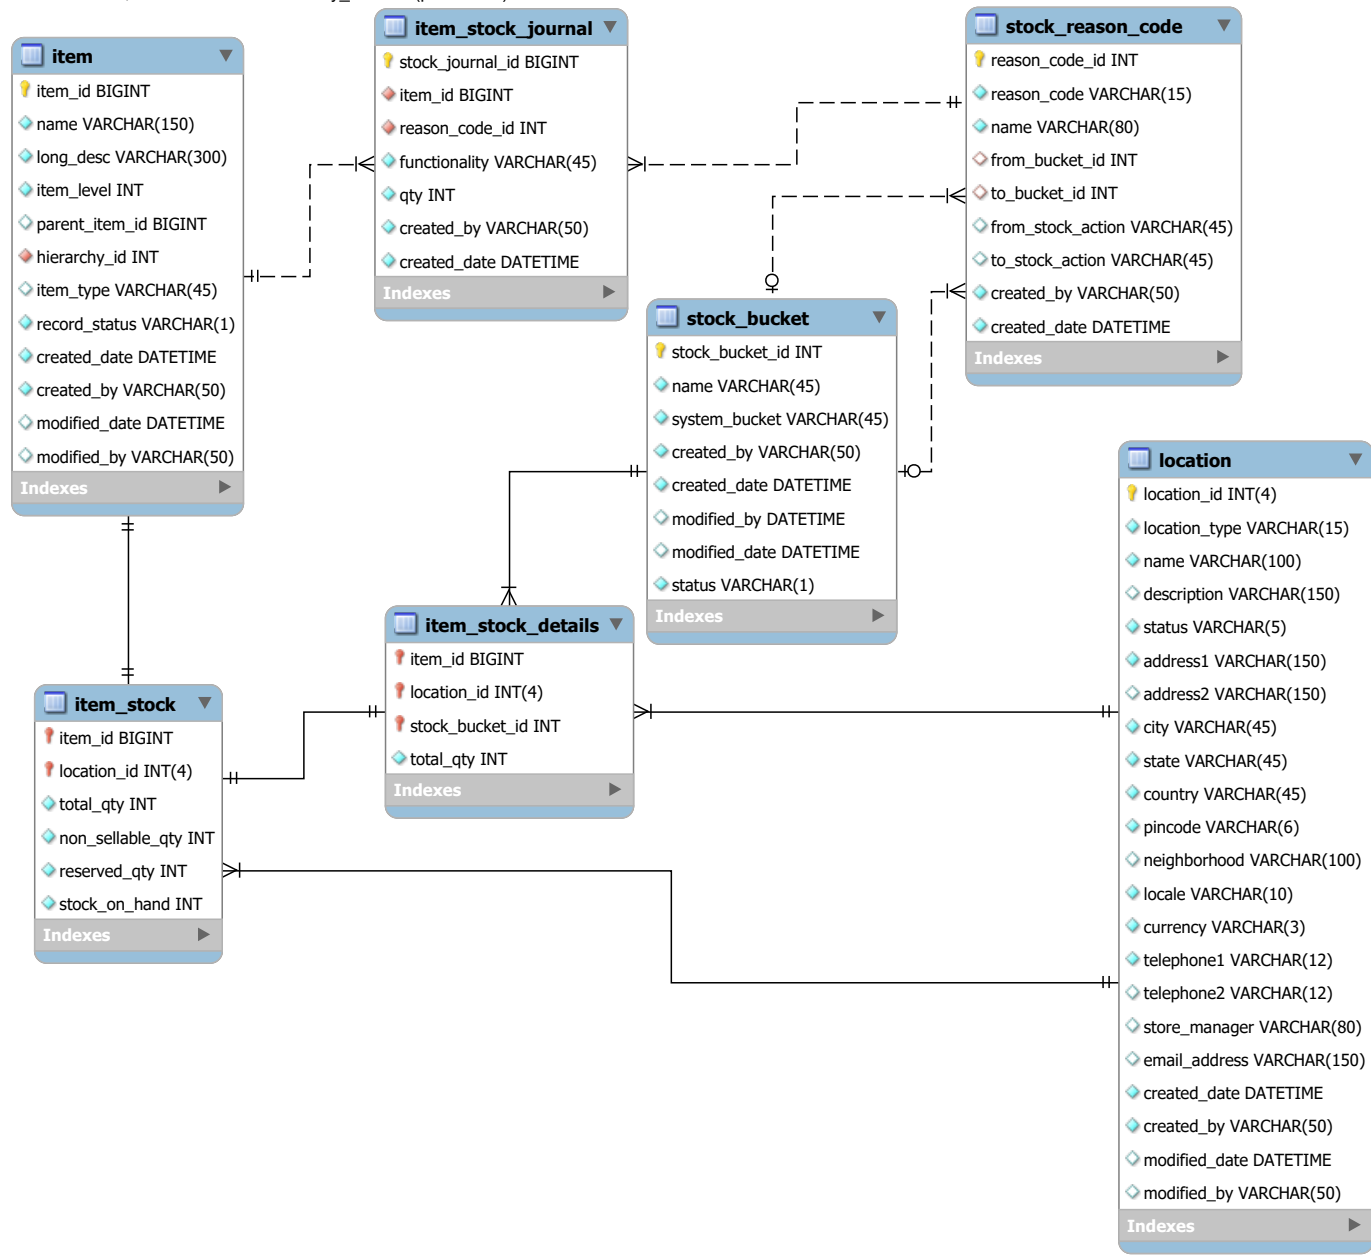 item
item_id BIGINT
name VARCHAR(150)
long_desc VARCHAR(300)
item_level INT
parent_item_id BIGINT
hierarchy_id INT
item_type VARCHAR(45)
record_status VARCHAR(1)
created_date DATETIME
created_by VARCHAR(50)
modified_date DATETIME
modified_by VARCHAR(50)
Indexes
item_stock_journal
stock_journal_id BIGINT
item_id BIGINT
reason_code_id INT
functionality VARCHAR(45)
qty INT
created_by VARCHAR(50)
created_date DATETIME
Indexes
stock_reason_code
reason_code_id INT
reason_code VARCHAR(15)
name VARCHAR(80)
from_bucket_id INT
to_bucket_id INT
from_stock_action VARCHAR(45)
to_stock_action VARCHAR(45)
created_by VARCHAR(50)
created_date DATETIME
Indexes
stock_bucket
stock_bucket_id INT
name VARCHAR(45)
system_bucket VARCHAR(45)
created_by VARCHAR(50)
created_date DATETIME
modified_by DATETIME
modified_date DATETIME
status VARCHAR(1)
Indexes
location
location_id INT(4)
location_type VARCHAR(15)
name VARCHAR(100)
description VARCHAR(150)
status VARCHAR(5)
address1 VARCHAR(150)
address2 VARCHAR(150)
city VARCHAR(45)
state VARCHAR(45)
country VARCHAR(45)
pincode VARCHAR(6)
neighborhood VARCHAR(100)
locale VARCHAR(10)
currency VARCHAR(3)
telephone1 VARCHAR(12)
telephone2 VARCHAR(12)
store_manager VARCHAR(80)
email_address VARCHAR(150)
created_date DATETIME
created_by VARCHAR(50)
modified_date DATETIME
modified_by VARCHAR(50)
Indexes
item_stock_details
item_id BIGINT
location_id INT(4)
stock_bucket_id INT
total_qty INT
Indexes
item_stock
item_id BIGINT
location_id INT(4)
total_qty INT
non_sellable_qty INT
reserved_qty INT
stock_on_hand INT
Indexes